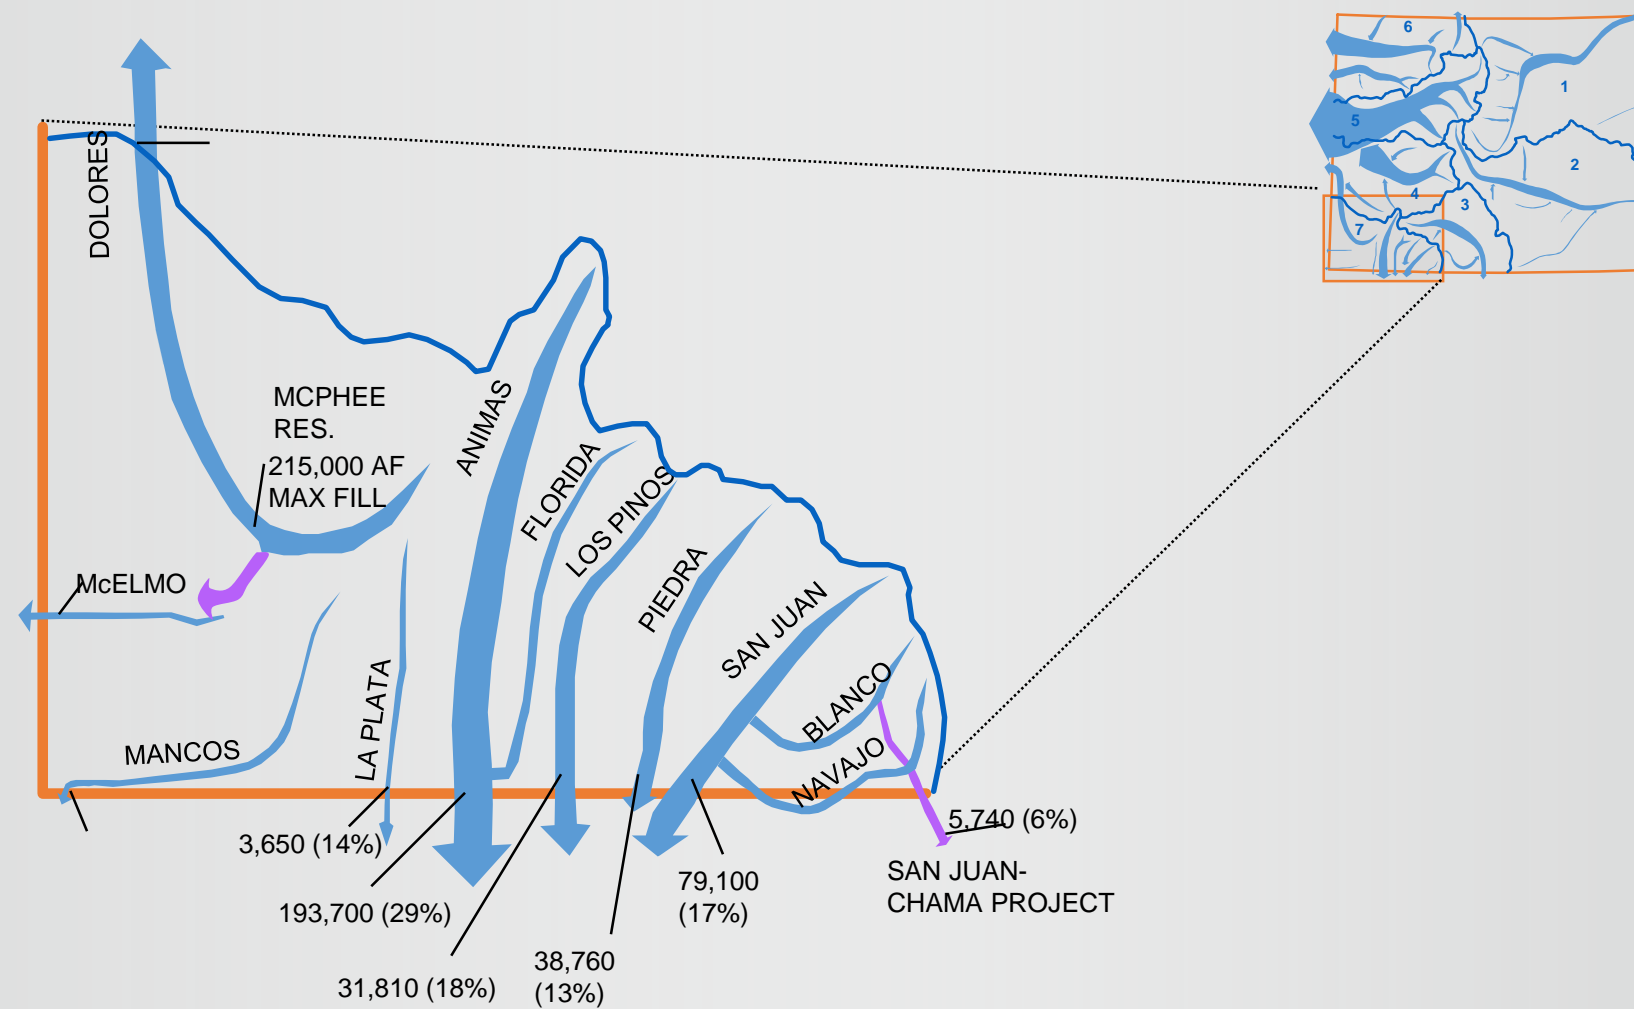 DOLORES
MCPHEE
RES.
215,000 AF
MAX FILL
McELMO
MANCOS
LA PLATA
ANIMAS
FLORIDA
LOS PINOS
PIEDRA
SAN JUAN
BLANCO
NAVAJO
3,650 (14%)
193,700 (29%)
31,810 (18%)
38,760
(13%)
79,100
(17%)
5,740 (6%)
SAN JUAN-
CHAMA PROJECT
6
1
5
2
4
3
7